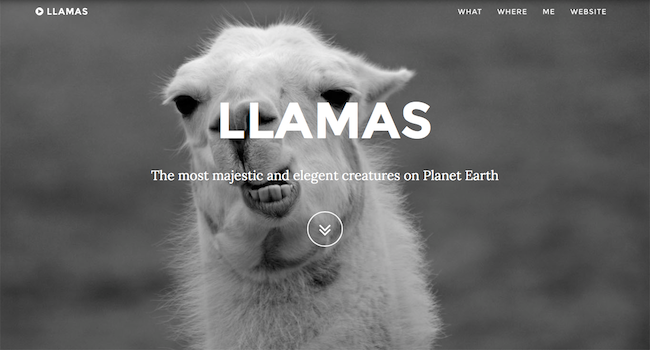 LLAMAS
WHAT WHERE ME WEBSITE
LLAMAS
The most majestic and elegent creatures on Planet Earth